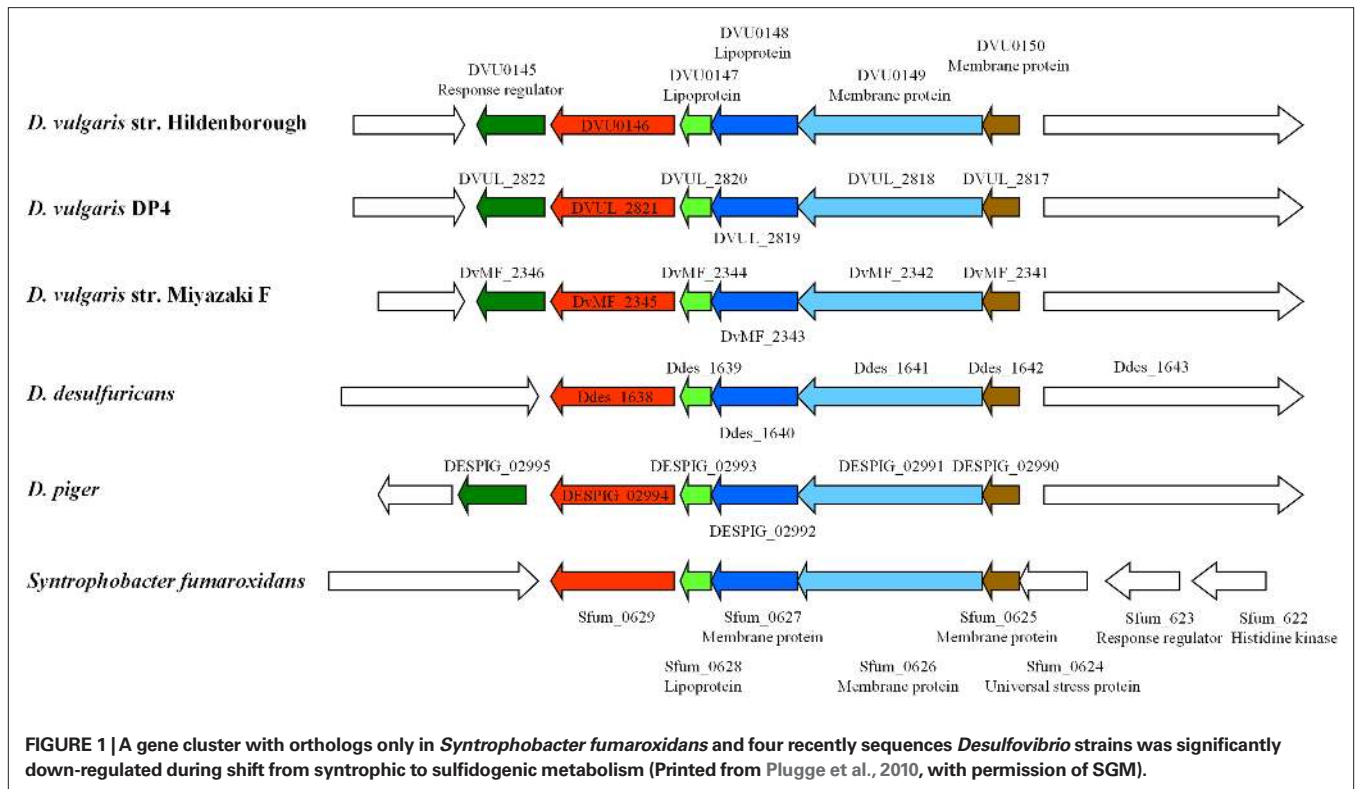 DVU0148
Lipoprotein
DVU0150
Membrane protein
DVU0145
Response regulator
DVU0147
Lipoprotein
DVU0149
Membrane protein
D. vulgaris str. Hildenborough
DVU0146
DVUL_2822
DVUL_2820
DVUL_2818
DVUL_2817
D. vulgaris DP4
DVUL_2821
DVUL_2819
DvMF_2346
DvMF_2344
DvMF_2342
DvMF_2341
D. vulgaris str. Miyazaki F
DvMF_2345
DvMF_2343
Ddes_1639
Ddes_1641
Ddes_1642
Ddes_1643
D. desulfuricans
Ddes_1638
Ddes_1640
DESPIG_02995
DESPIG_02993
DESPIG_02991
DESPIG_02990
D. piger
DESPIG_02994
DESPIG_02992
Syntrophobacter fumaroxidans
Sfum_0629
Sfum_0627
Membrane protein
Sfum_0625
Membrane protein
Sfum_623
Response regulator
Sfum_622
Histidine kinase
Sfum_0628
Lipoprotein
Sfum_0626
Membrane protein
Sfum_0624
Universal stress protein
FIGURE 1 | A gene cluster with orthologs only in Syntrophobacter fumaroxidans and four recently sequences Desulfovibrio strains was significantly
down-regulated during shift from syntrophic to sulfidogenic metabolism (Printed from Plugge et al., 2010, with permission of SGM).